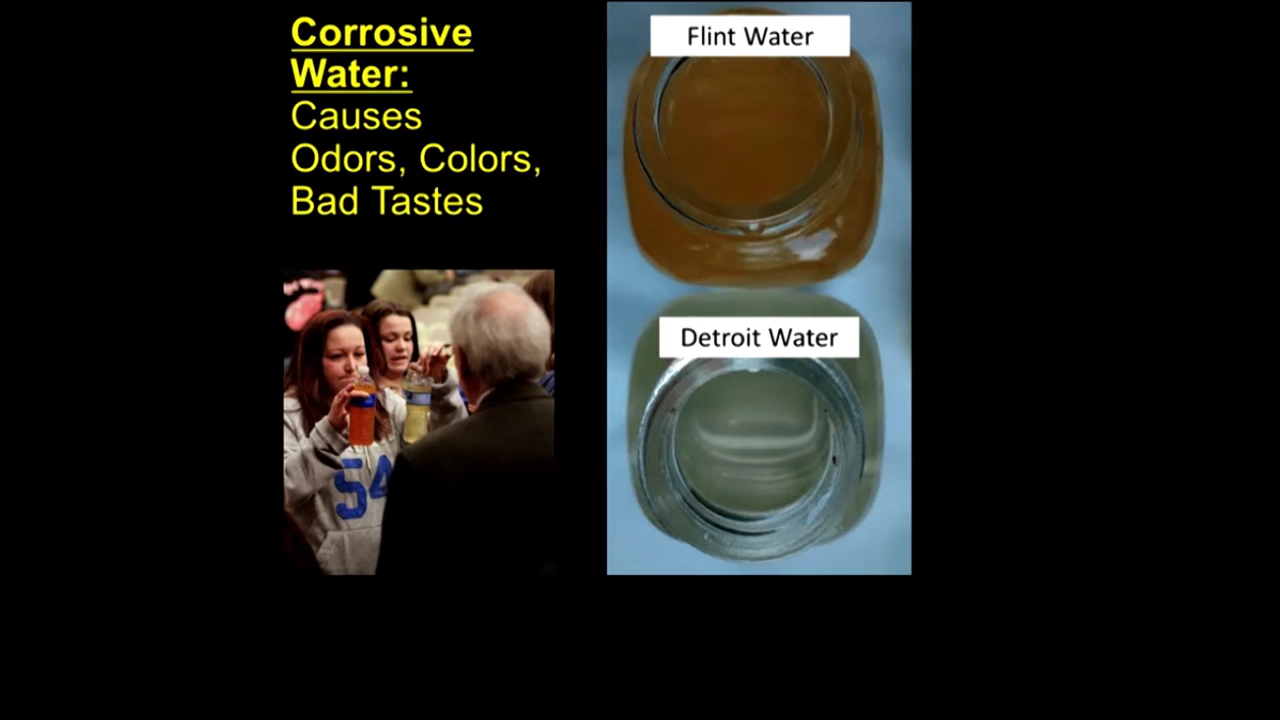 Corrosive
Water:
Causes
Odors, Colors,
Bad Tastes
Flint Water
Detroit Water
54